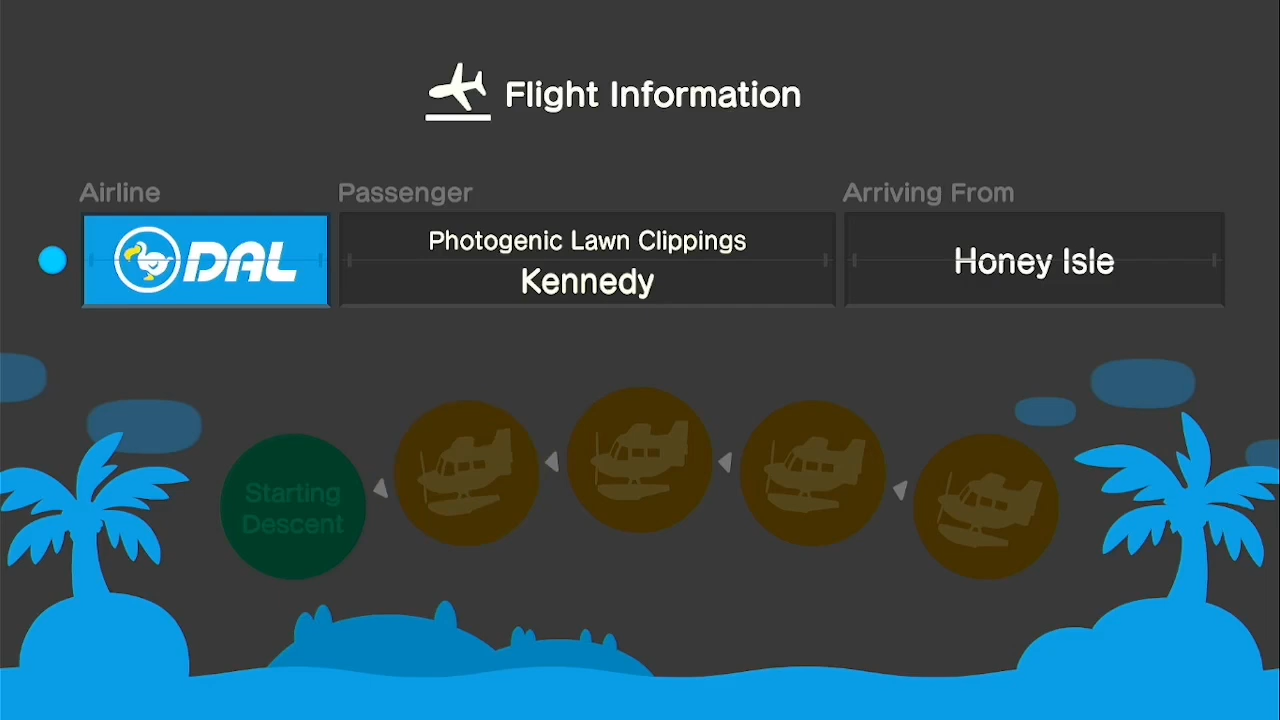 Flight Information
Airline
Passenger
Arriving From
DAL
Photogenic Lawn Clippings
Kennedy
Honey Isle
Starting
Descent